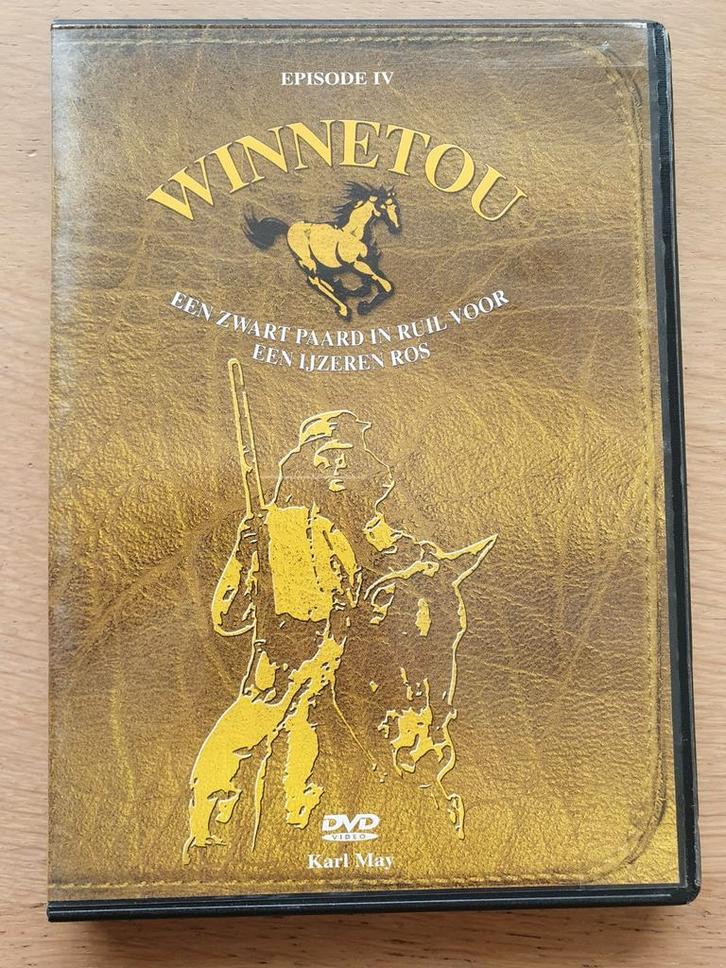 EPISODE IV
WINNETOU
EEN ZWART PAARD IN RUIL VOOR
EEN IJZEREN ROS
DVD
VIDEO
Karl May